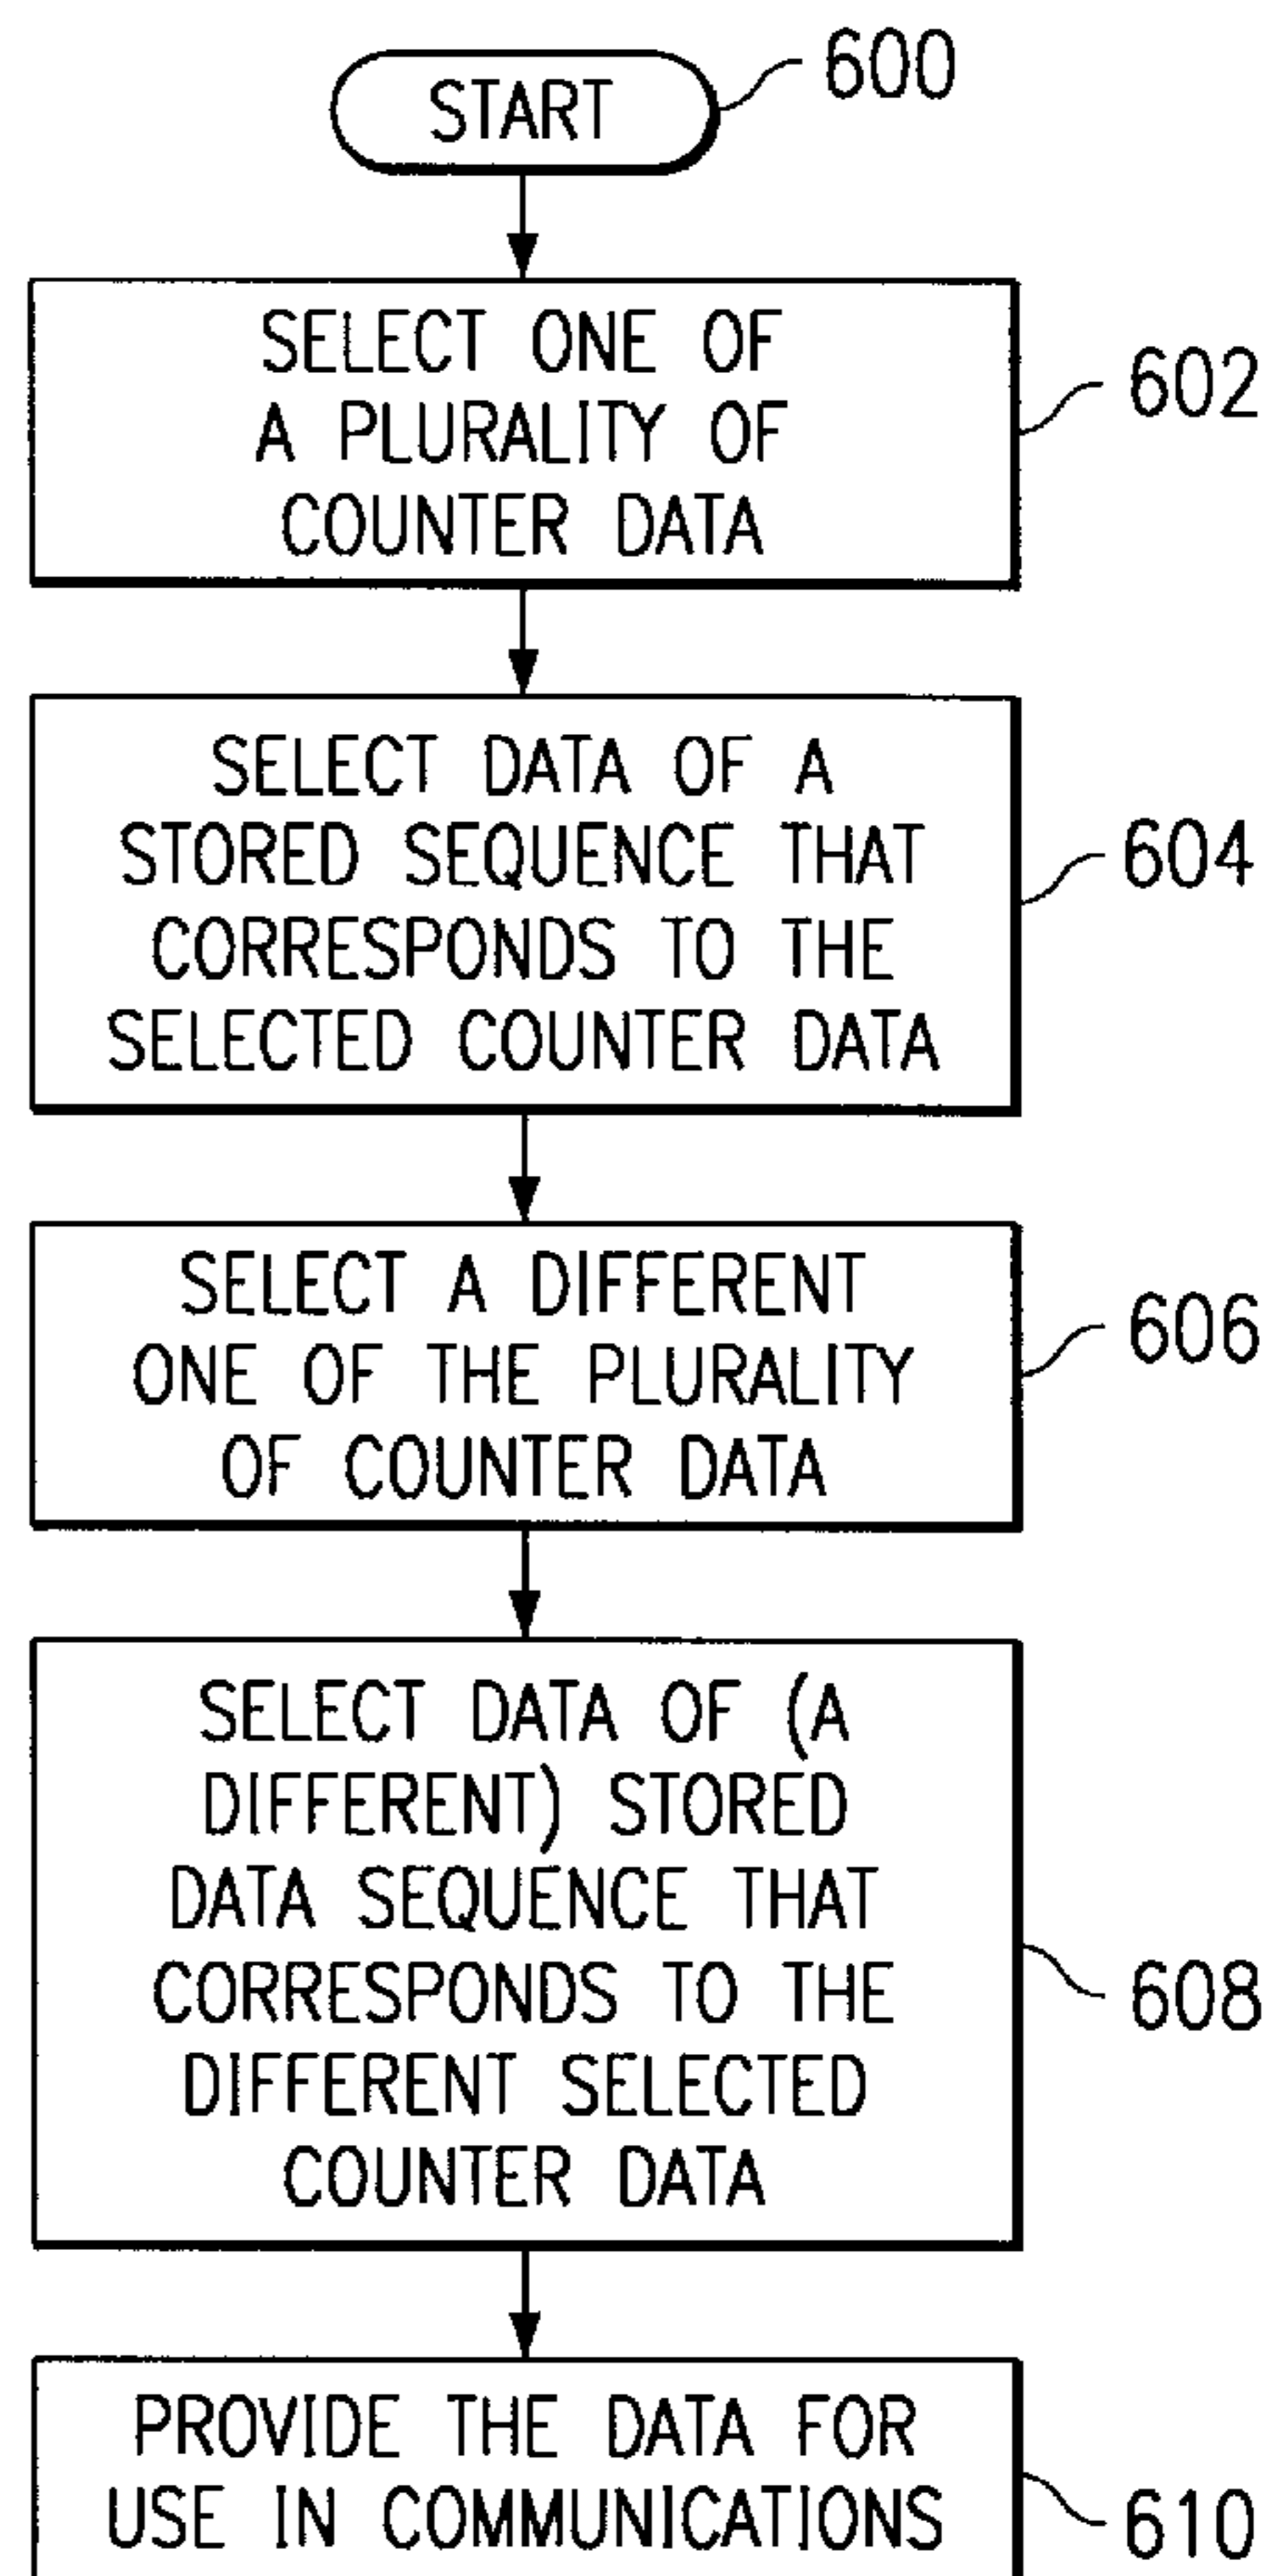 START
600
SELECT ONE OF
A PLURALITY OF
COUNTER DATA
602
SELECT DATA OF A
STORED SEQUENCE THAT
CORRESPONDS TO THE
SELECTED COUNTER DATA
604
SELECT A DIFFERENT
ONE OF THE PLURALITY
OF COUNTER DATA
606
SELECT DATA OF (A
DIFFERENT) STORED
DATA SEQUENCE THAT
CORRESPONDS TO THE
DIFFERENT SELECTED
COUNTER DATA
608
PROVIDE THE DATA FOR
USE IN COMMUNICATIONS
610